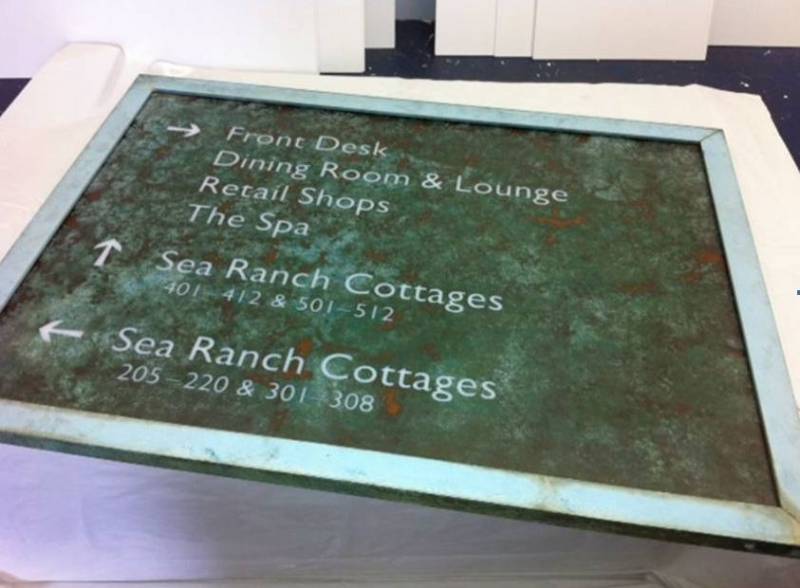 → Front Desk
Dining Room & Lounge
Retail Shops
The Spa
↑ Sea Ranch Cottages
401-412 & 501-512
← Sea Ranch Cottages
205-220 & 301-308